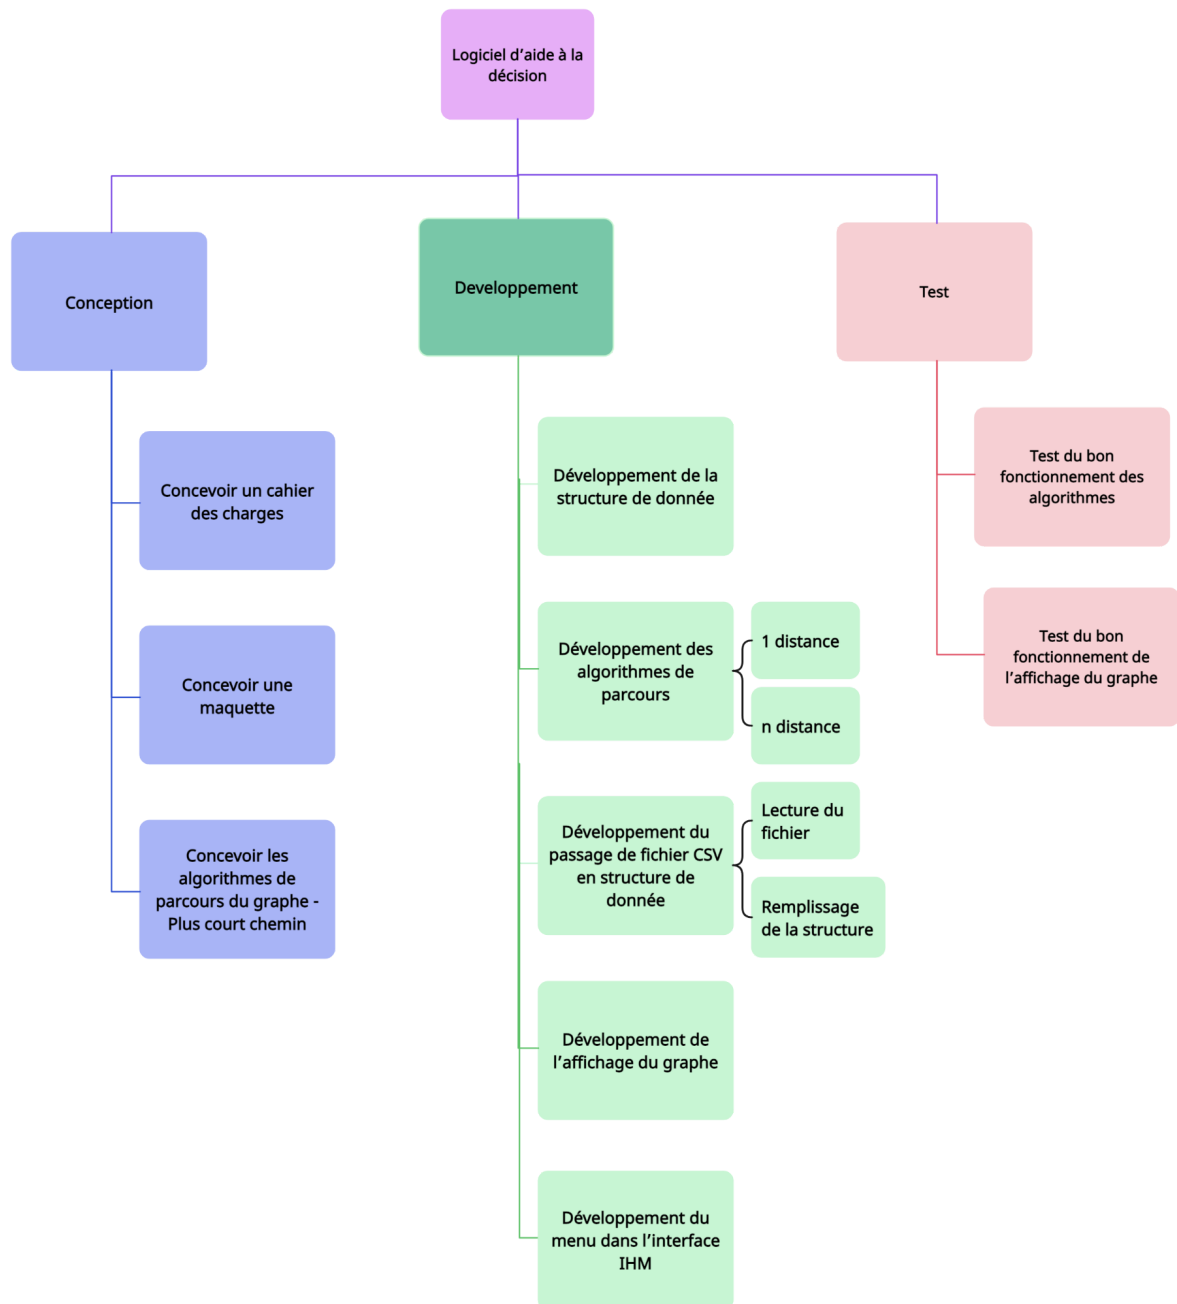 Logiciel d’aide à la
décision
Conception
Developpement
Test
Concevoir un cahier
des charges
Concevoir une
maquette
Concevoir les
algorithmes de
parcours du graphe -
Plus court chemin
Développement de la
structure de donnée
Développement des
algorithmes de
parcours
1 distance
n distance
Développement du
passage de fichier CSV
en structure de
donnée
Lecture du
fichier
Remplissage
de la structure
Développement de
l’affichage du graphe
Développement du
menu dans l’interface
IHM
Test du bon
fonctionnement des
algorithmes
Test du bon
fonctionnement de
l’affichage du graphe